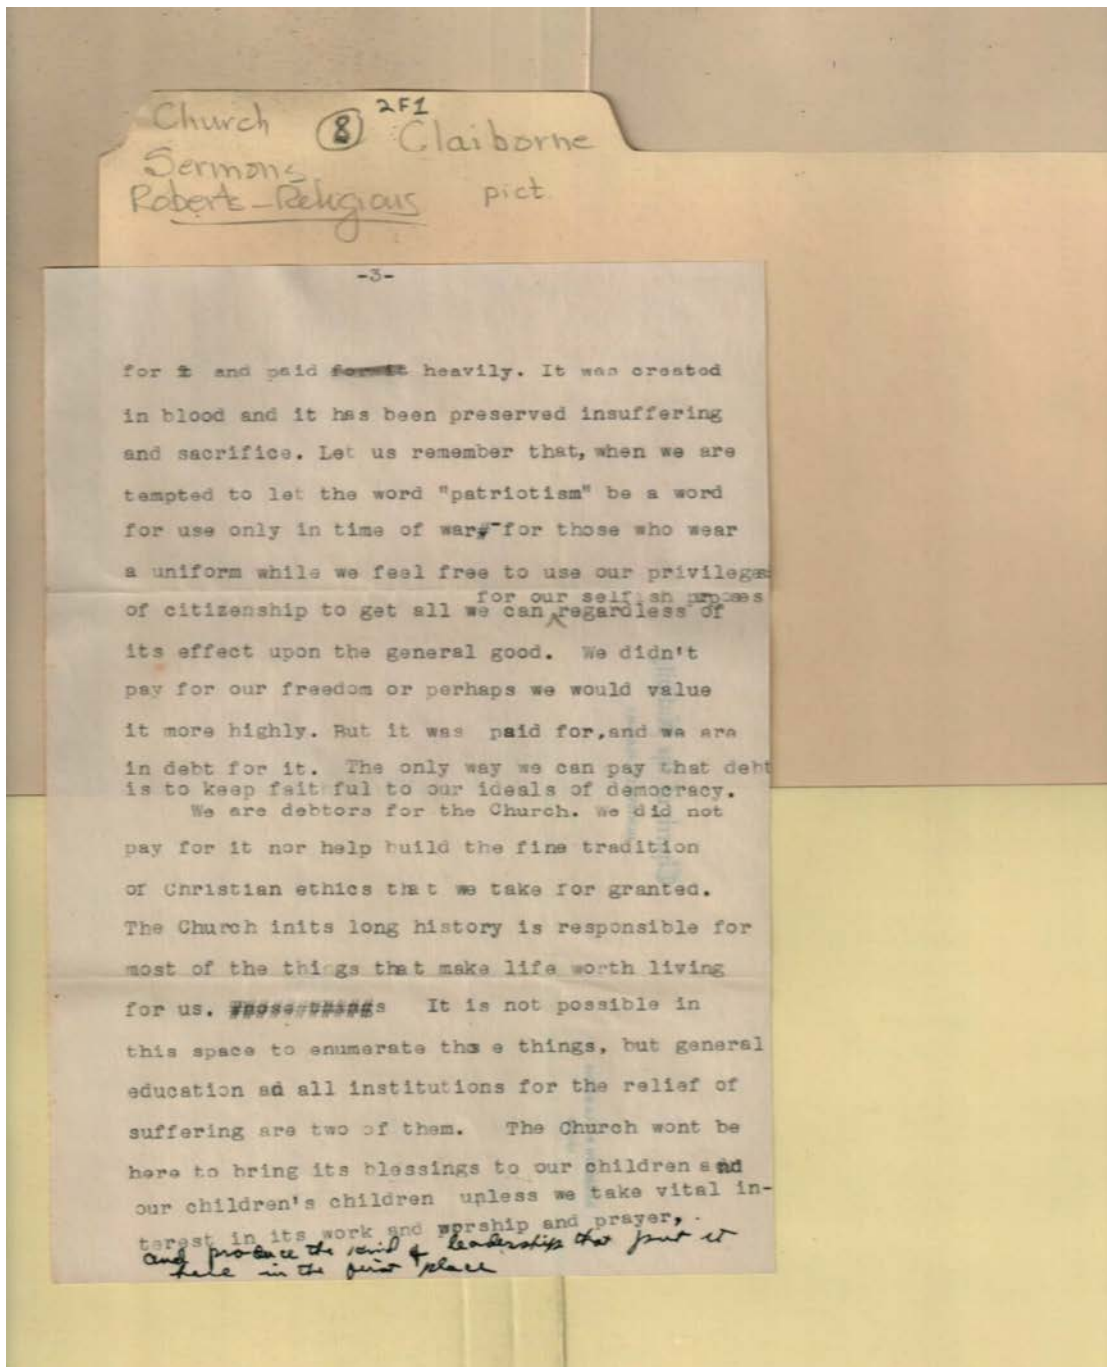 Church 8 2F1 Claiborne
Sermons
Roberts-Religious pict
-3-
for it and paid for it heavily. It was created
in blood and it has been preserved insuffering
and sacrifice. Let us remember that, when we are
tempted to let the word "patriotism" be a word
for use only in time of war - for those who wear
a uniform while we feel free to use our privileges
for our selfish purposes
of citizenship to get all we can regardless of
its effect upon the general good. We didn't
pay for our freedom or perhaps we would value
it more highly. But it was paid for, and we are
in debt for it. The only way we can pay that debt
is to keep fait ful to our ideals of democracy.
We are debtors for the Church. We did not
pay for it nor help build the fine tradition
of Christian ethics that we take for granted.
The Church inits long history is responsible for
most of the things that make life worth living
for us. Those things It is not possible in
this space to enumerate thos e things, but general
education ad all institutions for the relief of
suffering are two of them. The Church wont be
here to bring its blessings to our children and
our children's children unless we take vital in-
terest in its work and worship and prayer,
and produce the kind of leadership that put it
here in the first place